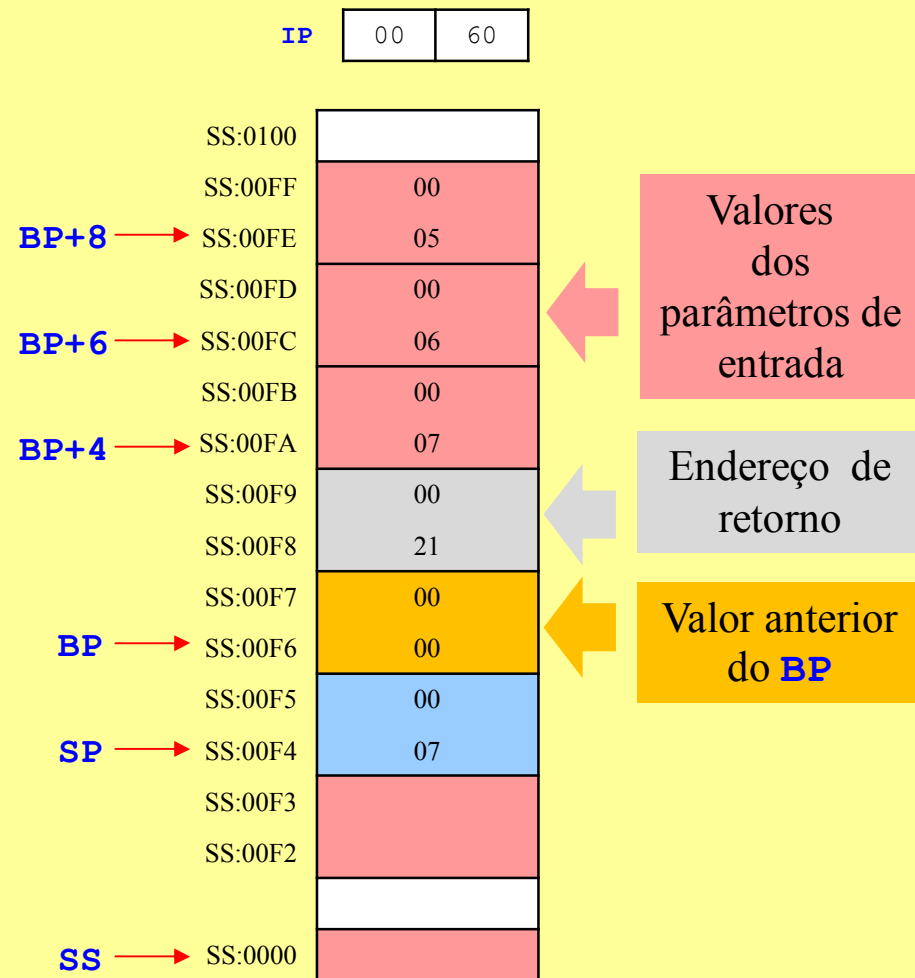 IP 00 60
SS:0100
SS:00FF 00
BP+8 SS:00FE 05
SS:00FD 00
BP+6 SS:00FC 06
SS:00FB 00
BP+4 SS:00FA 07
SS:00F9 00
SS:00F8 21
SS:00F7 00
BP SS:00F6 00
SS:00F5 00
SP SS:00F4 07
SS:00F3
SS:00F2
SS SS:0000
Valores
dos
parâmetros de
entrada
Endereço de
retorno
Valor anterior
do BP